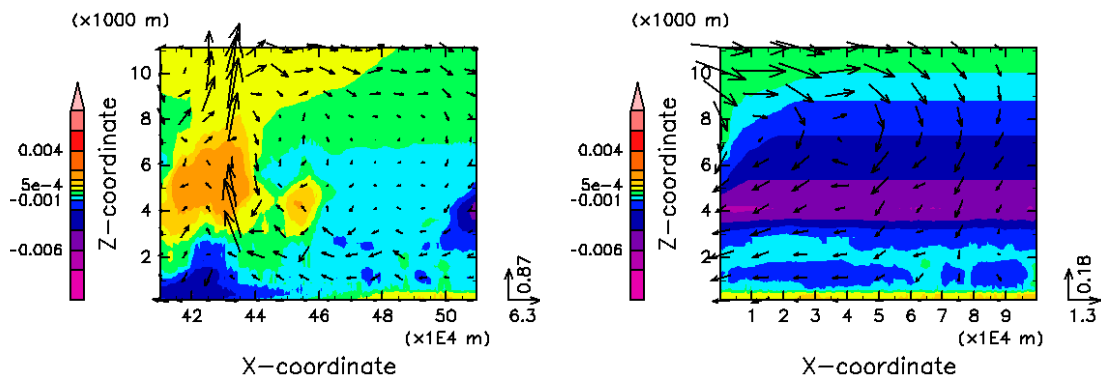 (×1000 m)
10
8
6
4
2
Z-coordinate
0.004
5e-4
-0.001
-0.006
42 44 46 48 50
(×1E4 m)
X-coordinate
0.87
6.3
(×1000 m)
10
8
6
4
2
Z-coordinate
0.004
5e-4
-0.001
-0.006
1 2 3 4 5 6 7 8 9
(×1E4 m)
X-coordinate
0.18
1.3